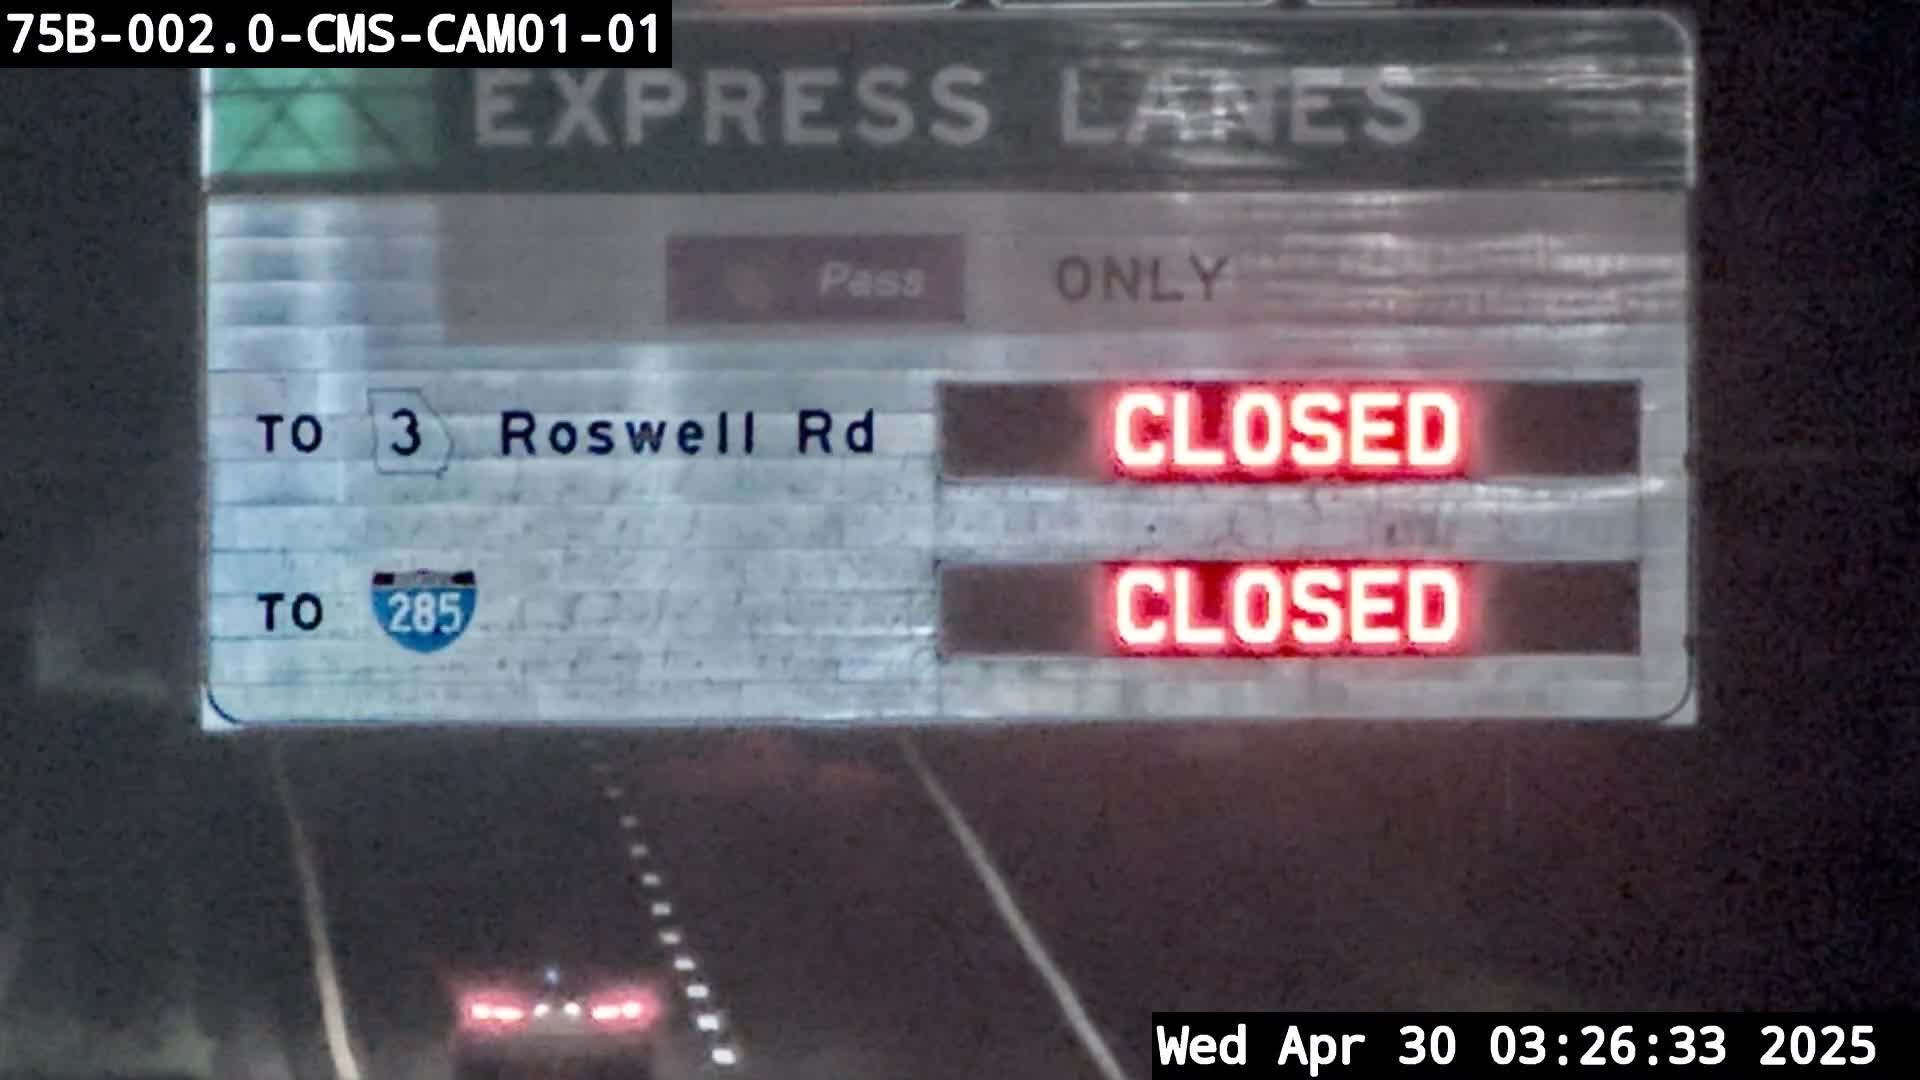 75B-002.0-CMS-CAM01-01
EXPRESS LANES
Pass ONLY
TO 3 Roswell Rd CLOSED
TO 285 CLOSED
Wed Apr 30 03:26:33 2025